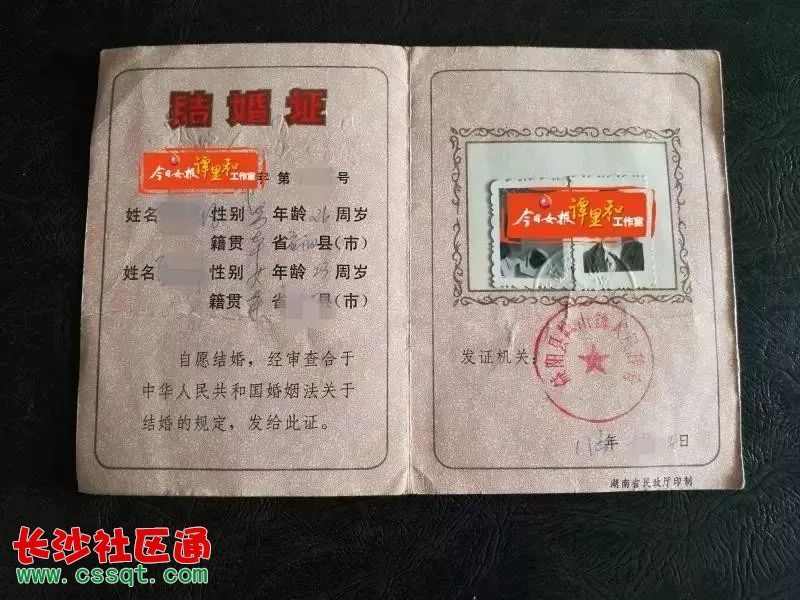 结婚证
今日女报 谭里和 工作室 字 第 号
姓名 性别 男 年龄 26 周岁
籍贯 省 县(市)
姓名 性别 女 年龄 23 周岁
籍贯 省 县(市)
自愿结婚，经审查合于
中华人民共和国婚姻法关于
结婚的规定，发给此证。
今日女报 谭里和 工作室
发证机关：
年 日
湖南省民政厅印制
长沙社区通
www.cssqt.com